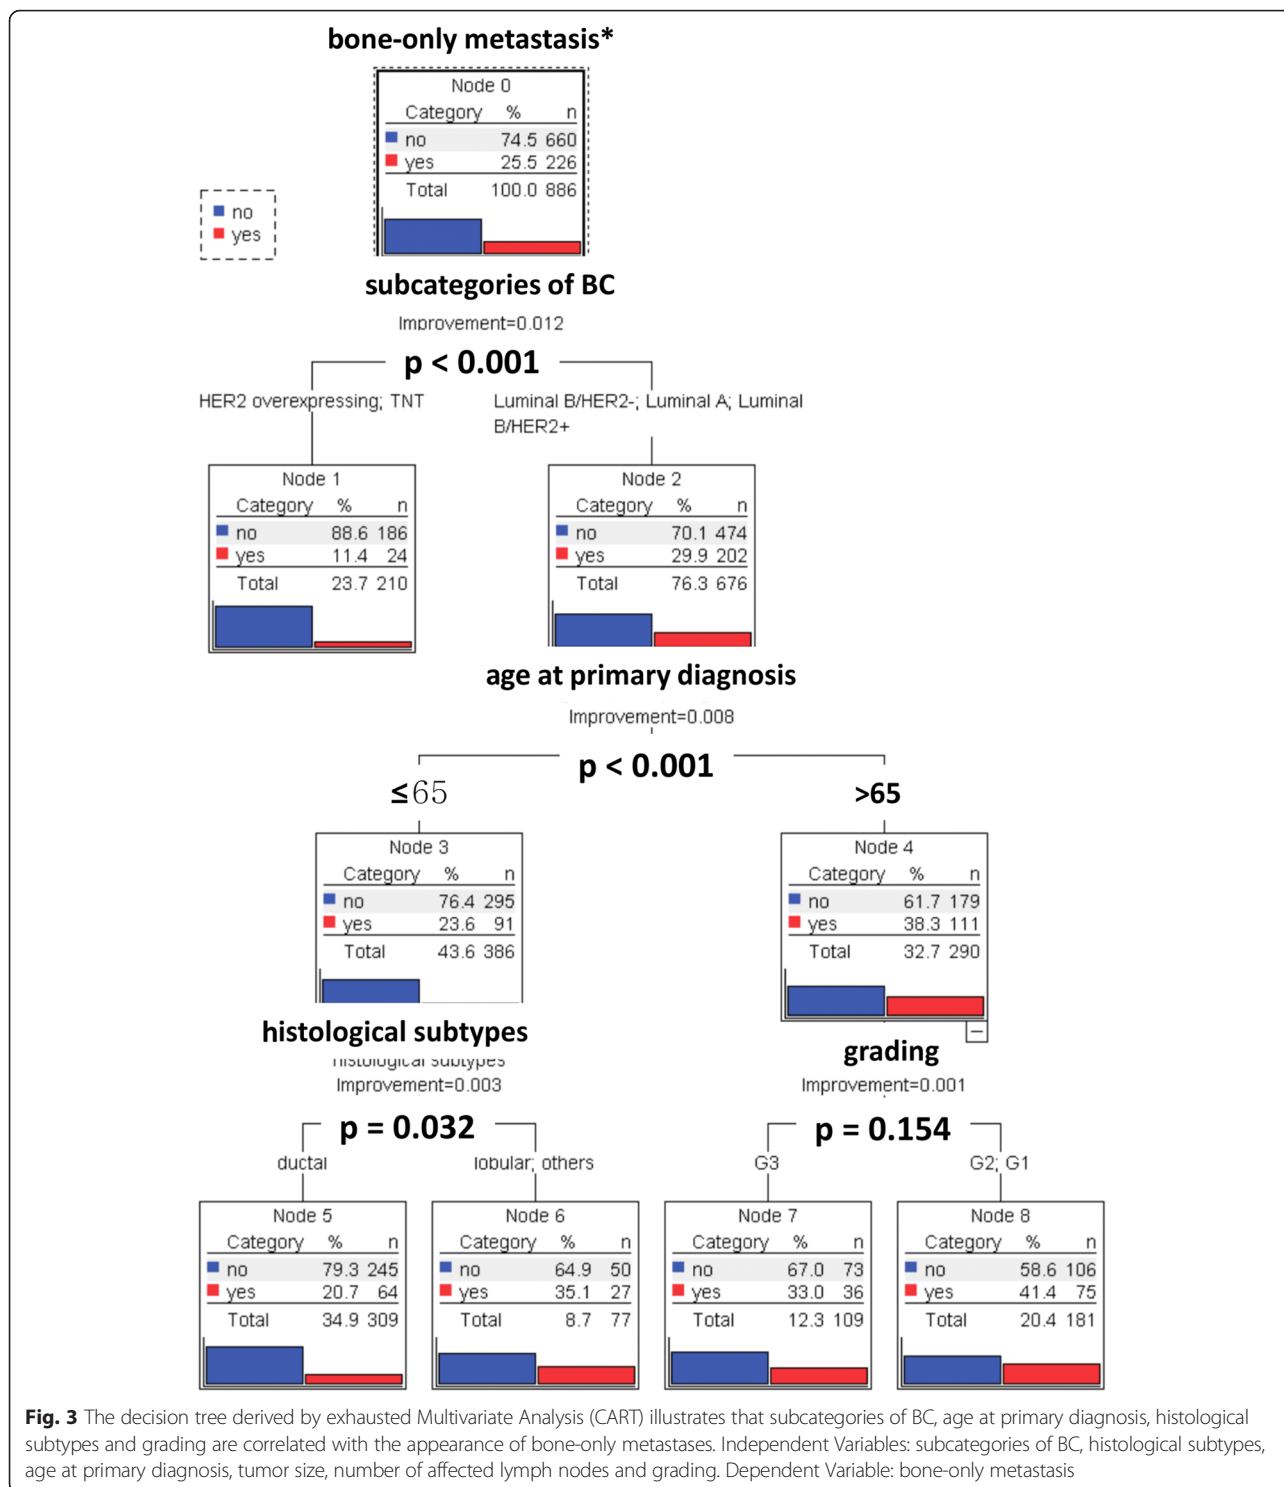 bone-only metastasis*
Node 0
Category % n
no 74.5 660
yes 25.5 226
Total 100.0 886
no
yes
subcategories of BC
Improvement=0.012
p < 0.001
HER2 overexpressing; TNT
Luminal B/HER2-; Luminal A; Luminal
B/HER2+
Node 1
Category % n
no 88.6 186
yes 11.4 24
Total 23.7 210
Node 2
Category % n
no 70.1 474
yes 29.9 202
Total 76.3 676
age at primary diagnosis
Improvement=0.008
p < 0.001
≤65
>65
Node 3
Category % n
no 76.4 295
yes 23.6 91
Total 43.6 386
Node 4
Category % n
no 61.7 179
yes 38.3 111
Total 32.7 290
histological subtypes
histological subtypes
Improvement=0.003
p = 0.032
grading
Improvement=0.001
p = 0.154
ductal
lobular; others
G3
G2; G1
Node 5
Category % n
no 79.3 245
yes 20.7 64
Total 34.9 309
Node 6
Category % n
no 64.9 50
yes 35.1 27
Total 8.7 77
Node 7
Category % n
no 67.0 73
yes 33.0 36
Total 12.3 109
Node 8
Category % n
no 58.6 106
yes 41.4 75
Total 20.4 181
Fig. 3 The decision tree derived by exhausted Multivariate Analysis (CART) illustrates that subcategories of BC, age at primary diagnosis, histological
subtypes and grading are correlated with the appearance of bone-only metastases. Independent Variables: subcategories of BC, histological subtypes,
age at primary diagnosis, tumor size, number of affected lymph nodes and grading. Dependent Variable: bone-only metastasis